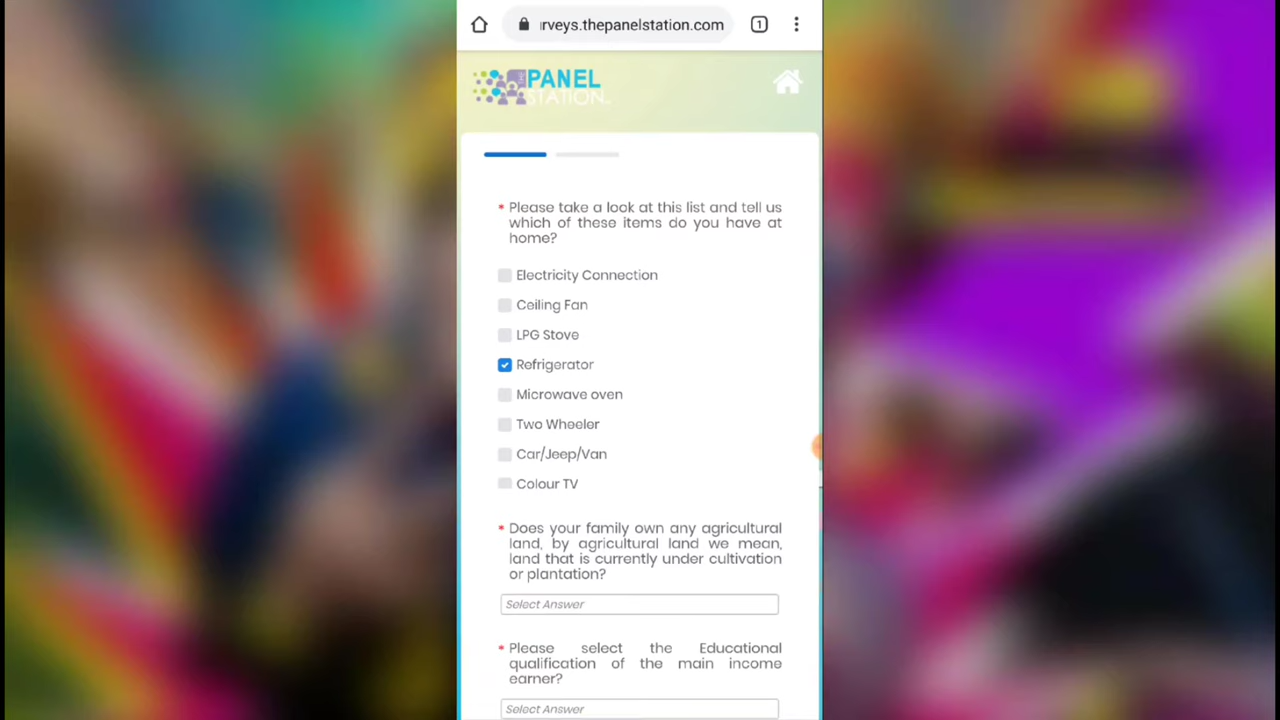 urveys.thepanelstation.com
1
THE
PANEL
STATION
* Please take a look at this list and tell us
which of these items do you have at
home?
Electricity Connection
Ceiling Fan
LPG Stove
Refrigerator
Microwave oven
Two Wheeler
Car/Jeep/Van
Colour TV
* Does your family own any agricultural
land, by agricultural land we mean,
land that is currently under cultivation
or plantation?
Select Answer
* Please select the Educational
qualification of the main income
earner?
Select Answer